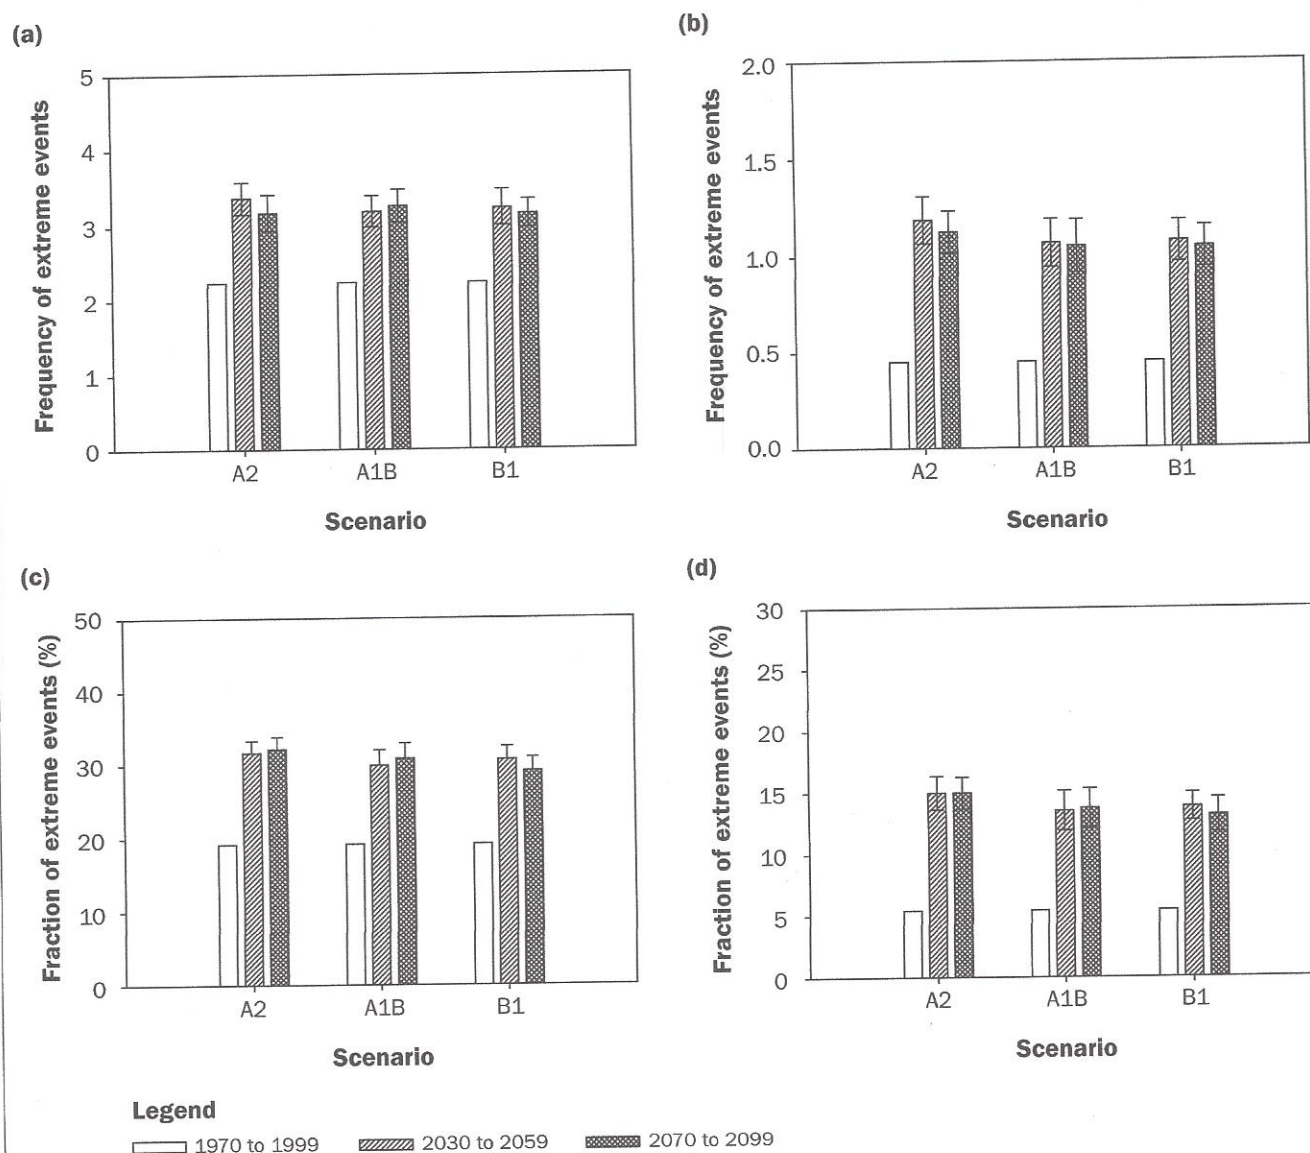 (a)
Frequency of extreme events
5
4
3
2
1
0
A2 A1B B1
Scenario
(b)
Frequency of extreme events
2.0
1.5
1.0
0.5
0.0
A2 A1B B1
Scenario
(c)
Fraction of extreme events (%)
50
40
30
20
10
0
A2 A1B B1
Scenario
(d)
Fraction of extreme events (%)
30
25
20
15
10
5
0
A2 A1B B1
Scenario
Legend
1970 to 1999 2030 to 2059 2070 to 2099